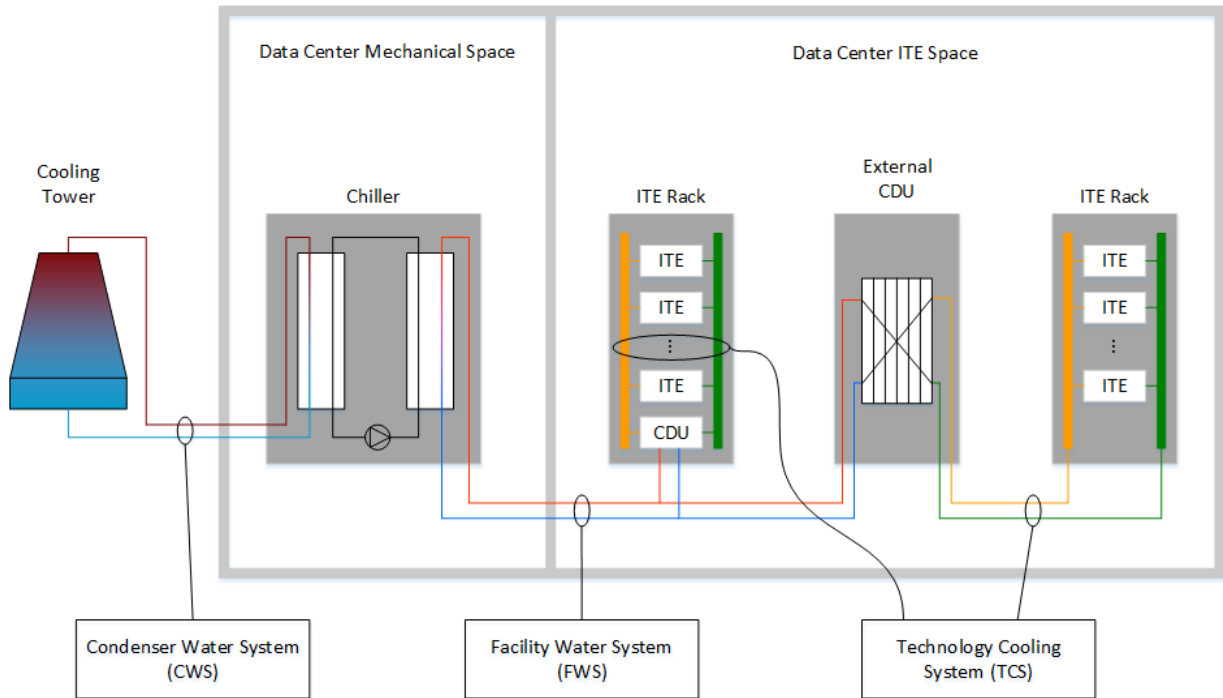 Data Center Mechanical Space
Data Center ITE Space
Cooling
Tower
Chiller
ITE Rack
External
CDU
ITE Rack
ITE
ITE
⋮
ITE
CDU
ITE
ITE
⋮
ITE
Condenser Water System
(CWS)
Facility Water System
(FWS)
Technology Cooling
System (TCS)